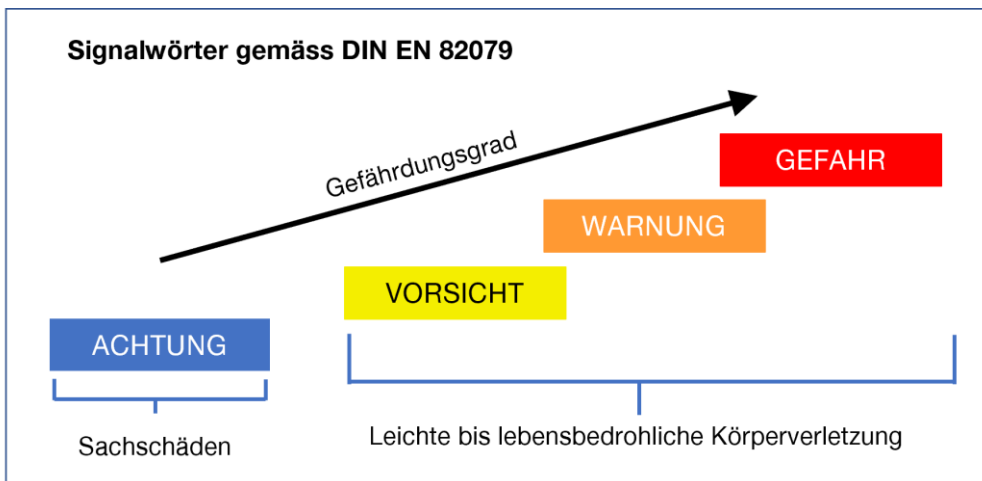 Signalwörter gemäss DIN EN 82079
Gefährdungsgrad
GEFAHR
WARNUNG
VORSICHT
ACHTUNG
Sachschäden
Leichte bis lebensbedrohliche Körperverletzung